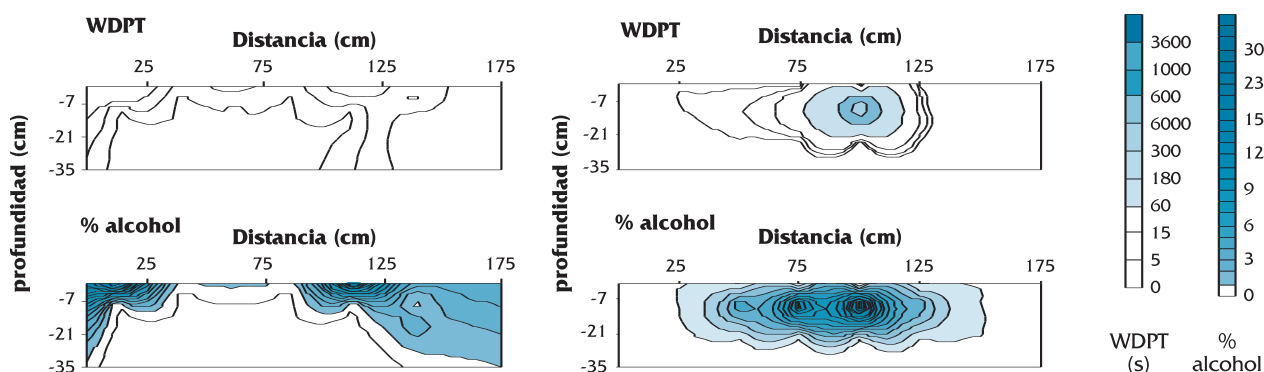 WDPT
Distancia (cm)
25 75 125 175
-7
-21
-35
profundidad (cm)
% alcohol
Distancia (cm)
25 75 125 175
-7
-21
-35
WDPT
Distancia (cm)
25 75 125 175
-7
-21
-35
profundidad (cm)
% alcohol
Distancia (cm)
25 75 125 175
-7
-21
-35
3600
1000
600
6000
300
180
60
15
5
0
WDPT
(s)
30
23
15
12
9
6
3
0
%
alcohol